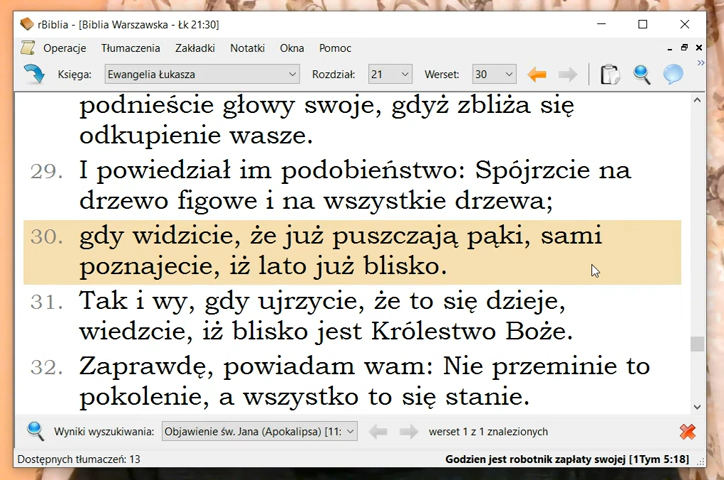 rBiblia - [Biblia Warszawska - Łk 21:30]
Operacje Tłumaczenia Zakładki Notatki Okna Pomoc
Księga: Ewangelia Łukasza Rozdział: 21 Werset: 30
podnieście głowy swoje, gdyż zbliża się
odkupienie wasze.
29. I powiedział im podobieństwo: Spójrzcie na
drzewo figowe i na wszystkie drzewa;
30. gdy widzicie, że już puszczają pąki, sami
poznajecie, iż lato już blisko.
31. Tak i wy, gdy ujrzycie, że to się dzieje,
wiedzcie, iż blisko jest Królestwo Boże.
32. Zaprawdę, powiadam wam: Nie przeminie to
pokolenie, a wszystko to się stanie.
Wyniki wyszukiwania: Objawienie św. Jana (Apokalipsa) [11: werset 1 z 1 znalezionych
Dostępnych tłumaczeń: 13 Godzien jest robotnik zapłaty swojej [1Tym 5:18]